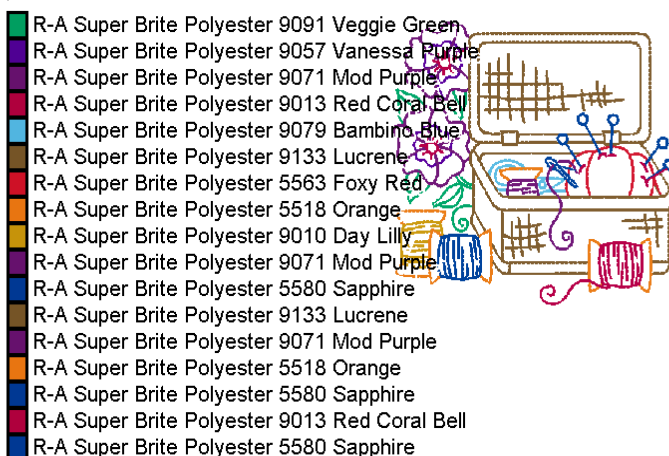 R-A Super Brite Polyester 9091 Veggie Green
R-A Super Brite Polyester 9057 Vanessa Purple
R-A Super Brite Polyester 9071 Mod Purple
R-A Super Brite Polyester 9013 Red Coral Bell
R-A Super Brite Polyester 9079 Bambino Blue
R-A Super Brite Polyester 9133 Lucrene
R-A Super Brite Polyester 5563 Foxy Red
R-A Super Brite Polyester 5518 Orange
R-A Super Brite Polyester 9010 Day Lilly
R-A Super Brite Polyester 9071 Mod Purple
R-A Super Brite Polyester 5580 Sapphire
R-A Super Brite Polyester 9133 Lucrene
R-A Super Brite Polyester 9071 Mod Purple
R-A Super Brite Polyester 5518 Orange
R-A Super Brite Polyester 5580 Sapphire
R-A Super Brite Polyester 9013 Red Coral Bell
R-A Super Brite Polyester 5580 Sapphire